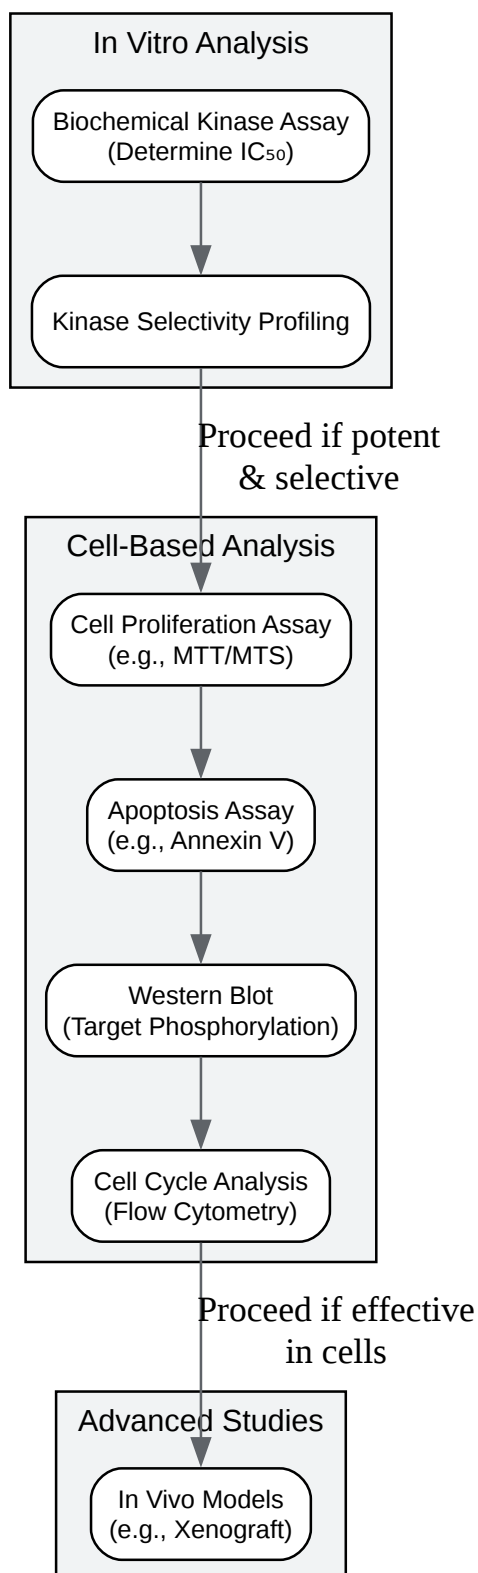 In Vitro Analysis
Biochemical Kinase Assay
(Determine IC₅₀)
Kinase Selectivity Profiling
Proceed if potent
& selective
Cell-Based Analysis
Cell Proliferation Assay
(e.g., MTT/MTS)
Apoptosis Assay
(e.g., Annexin V)
Western Blot
(Target Phosphorylation)
Cell Cycle Analysis
(Flow Cytometry)
Proceed if effective
in cells
Advanced Studies
In Vivo Models
(e.g., Xenograft)